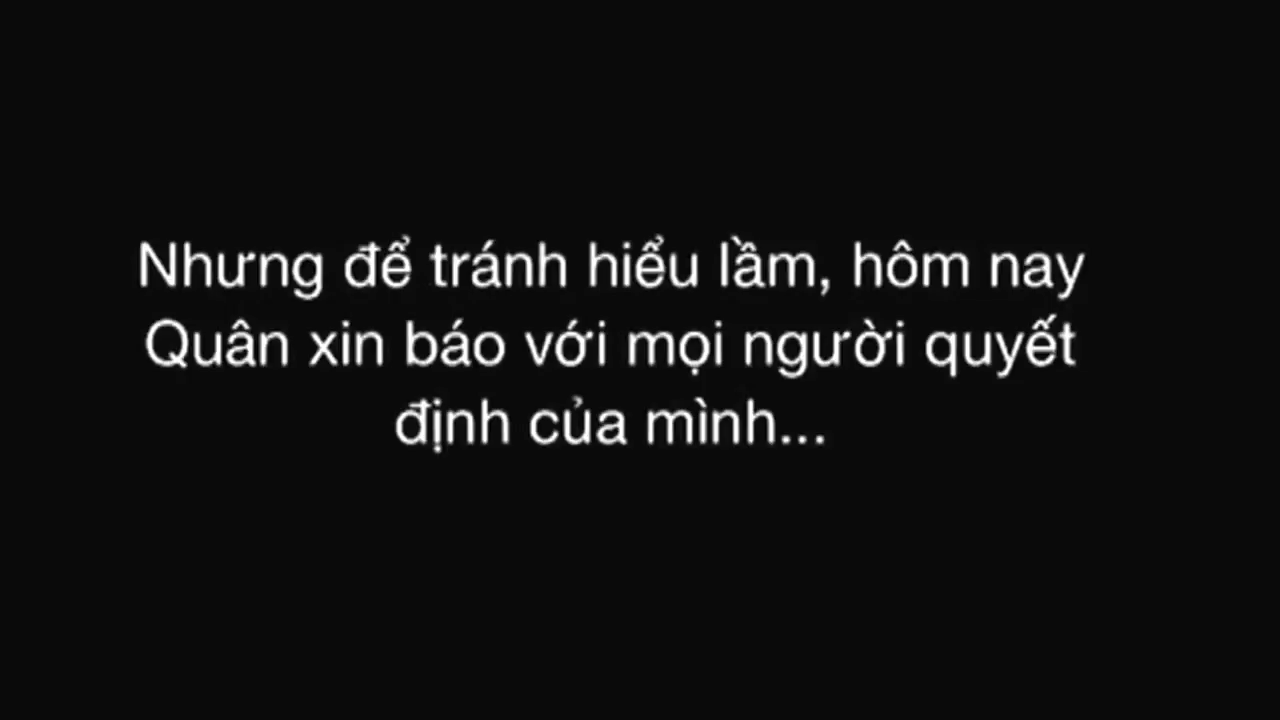 Nhưng để tránh hiểu lầm, hôm nay
Quân xin báo với mọi người quyết
định của mình...